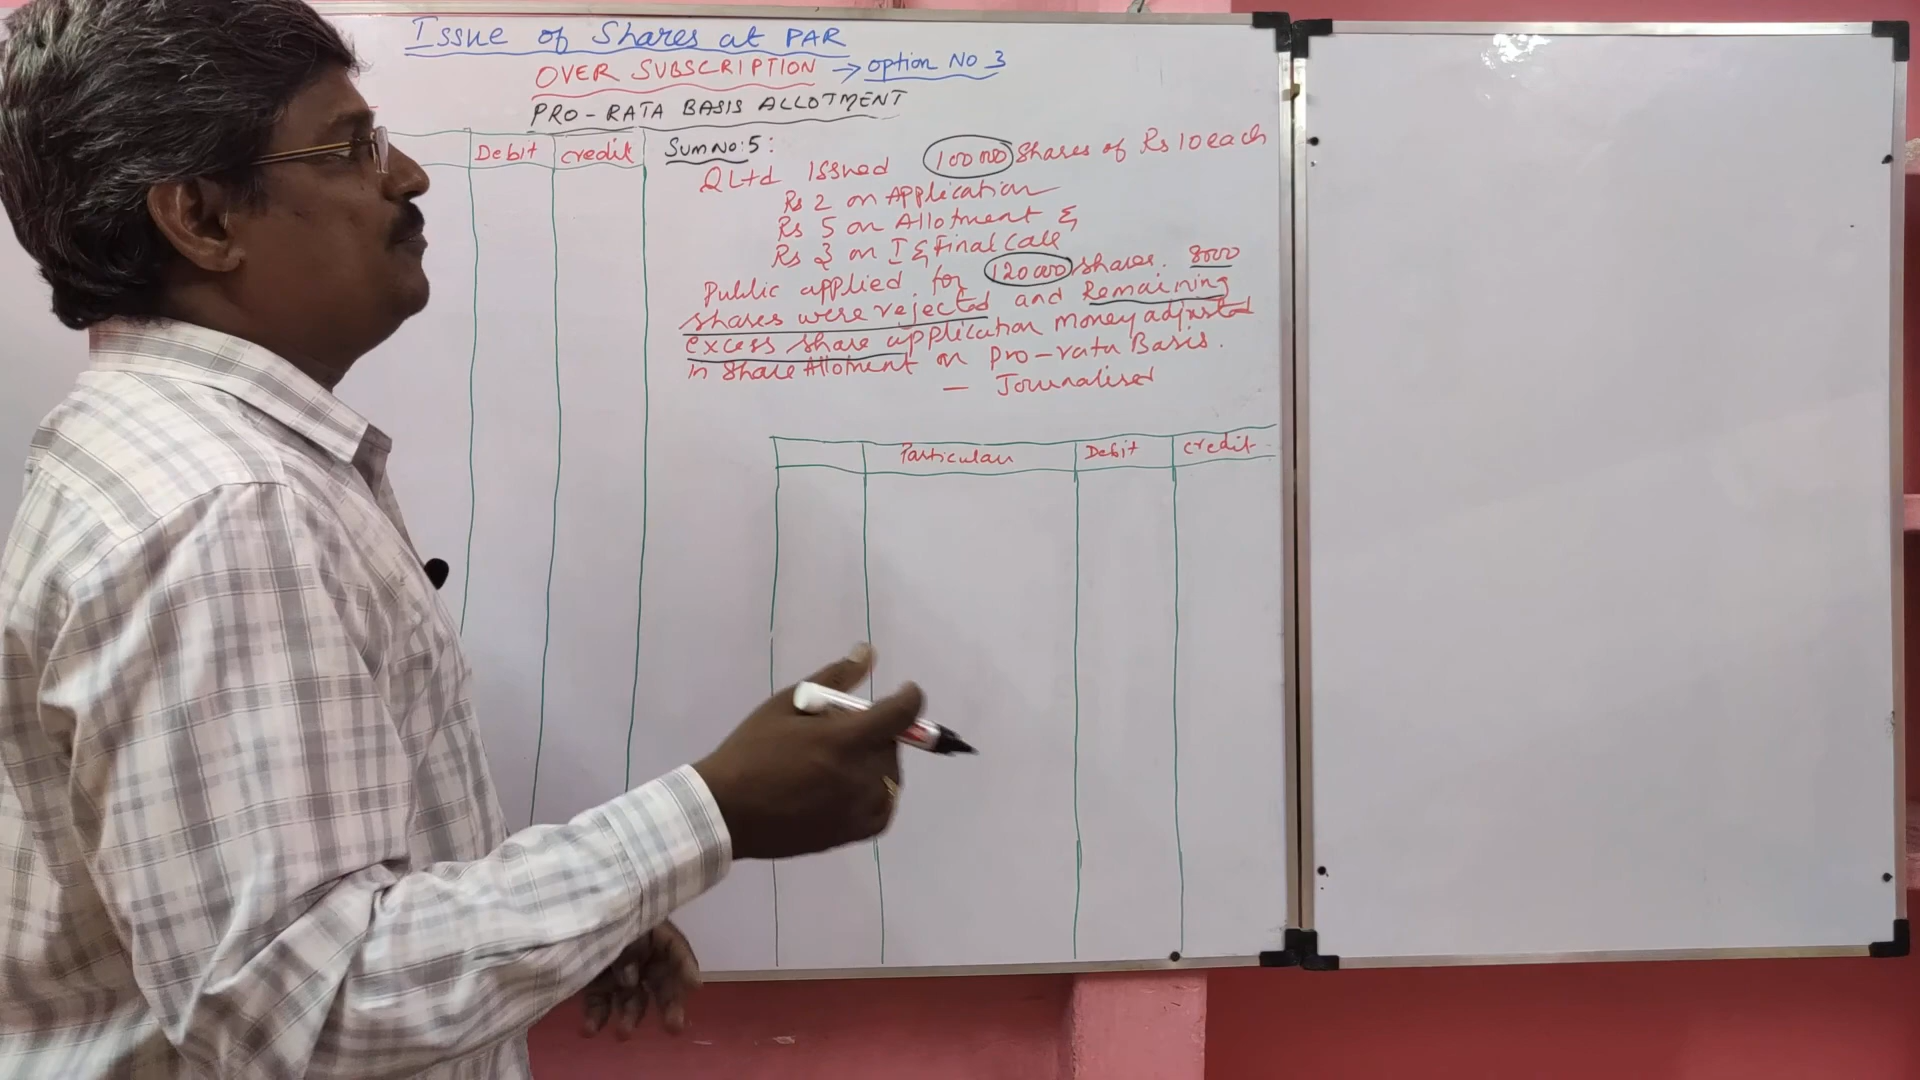 Issue of Shares at PAR
OVER SUBSCRIPTION → option No 3
PRO-RATA BASIS ALLOTMENT
Debit credit
Sum No: 5:
Q Ltd Issued 100000 Shares of Rs 10 each
Rs 2 on Application
Rs 5 on Allotment &
Rs 3 on I & Final Call
Public applied for 120000 shares. 8000
shares were rejected and Remaining
excess share application money adjusted
in share Allotment on pro-rata Basis.
— Journalised
Particulars Debit credit